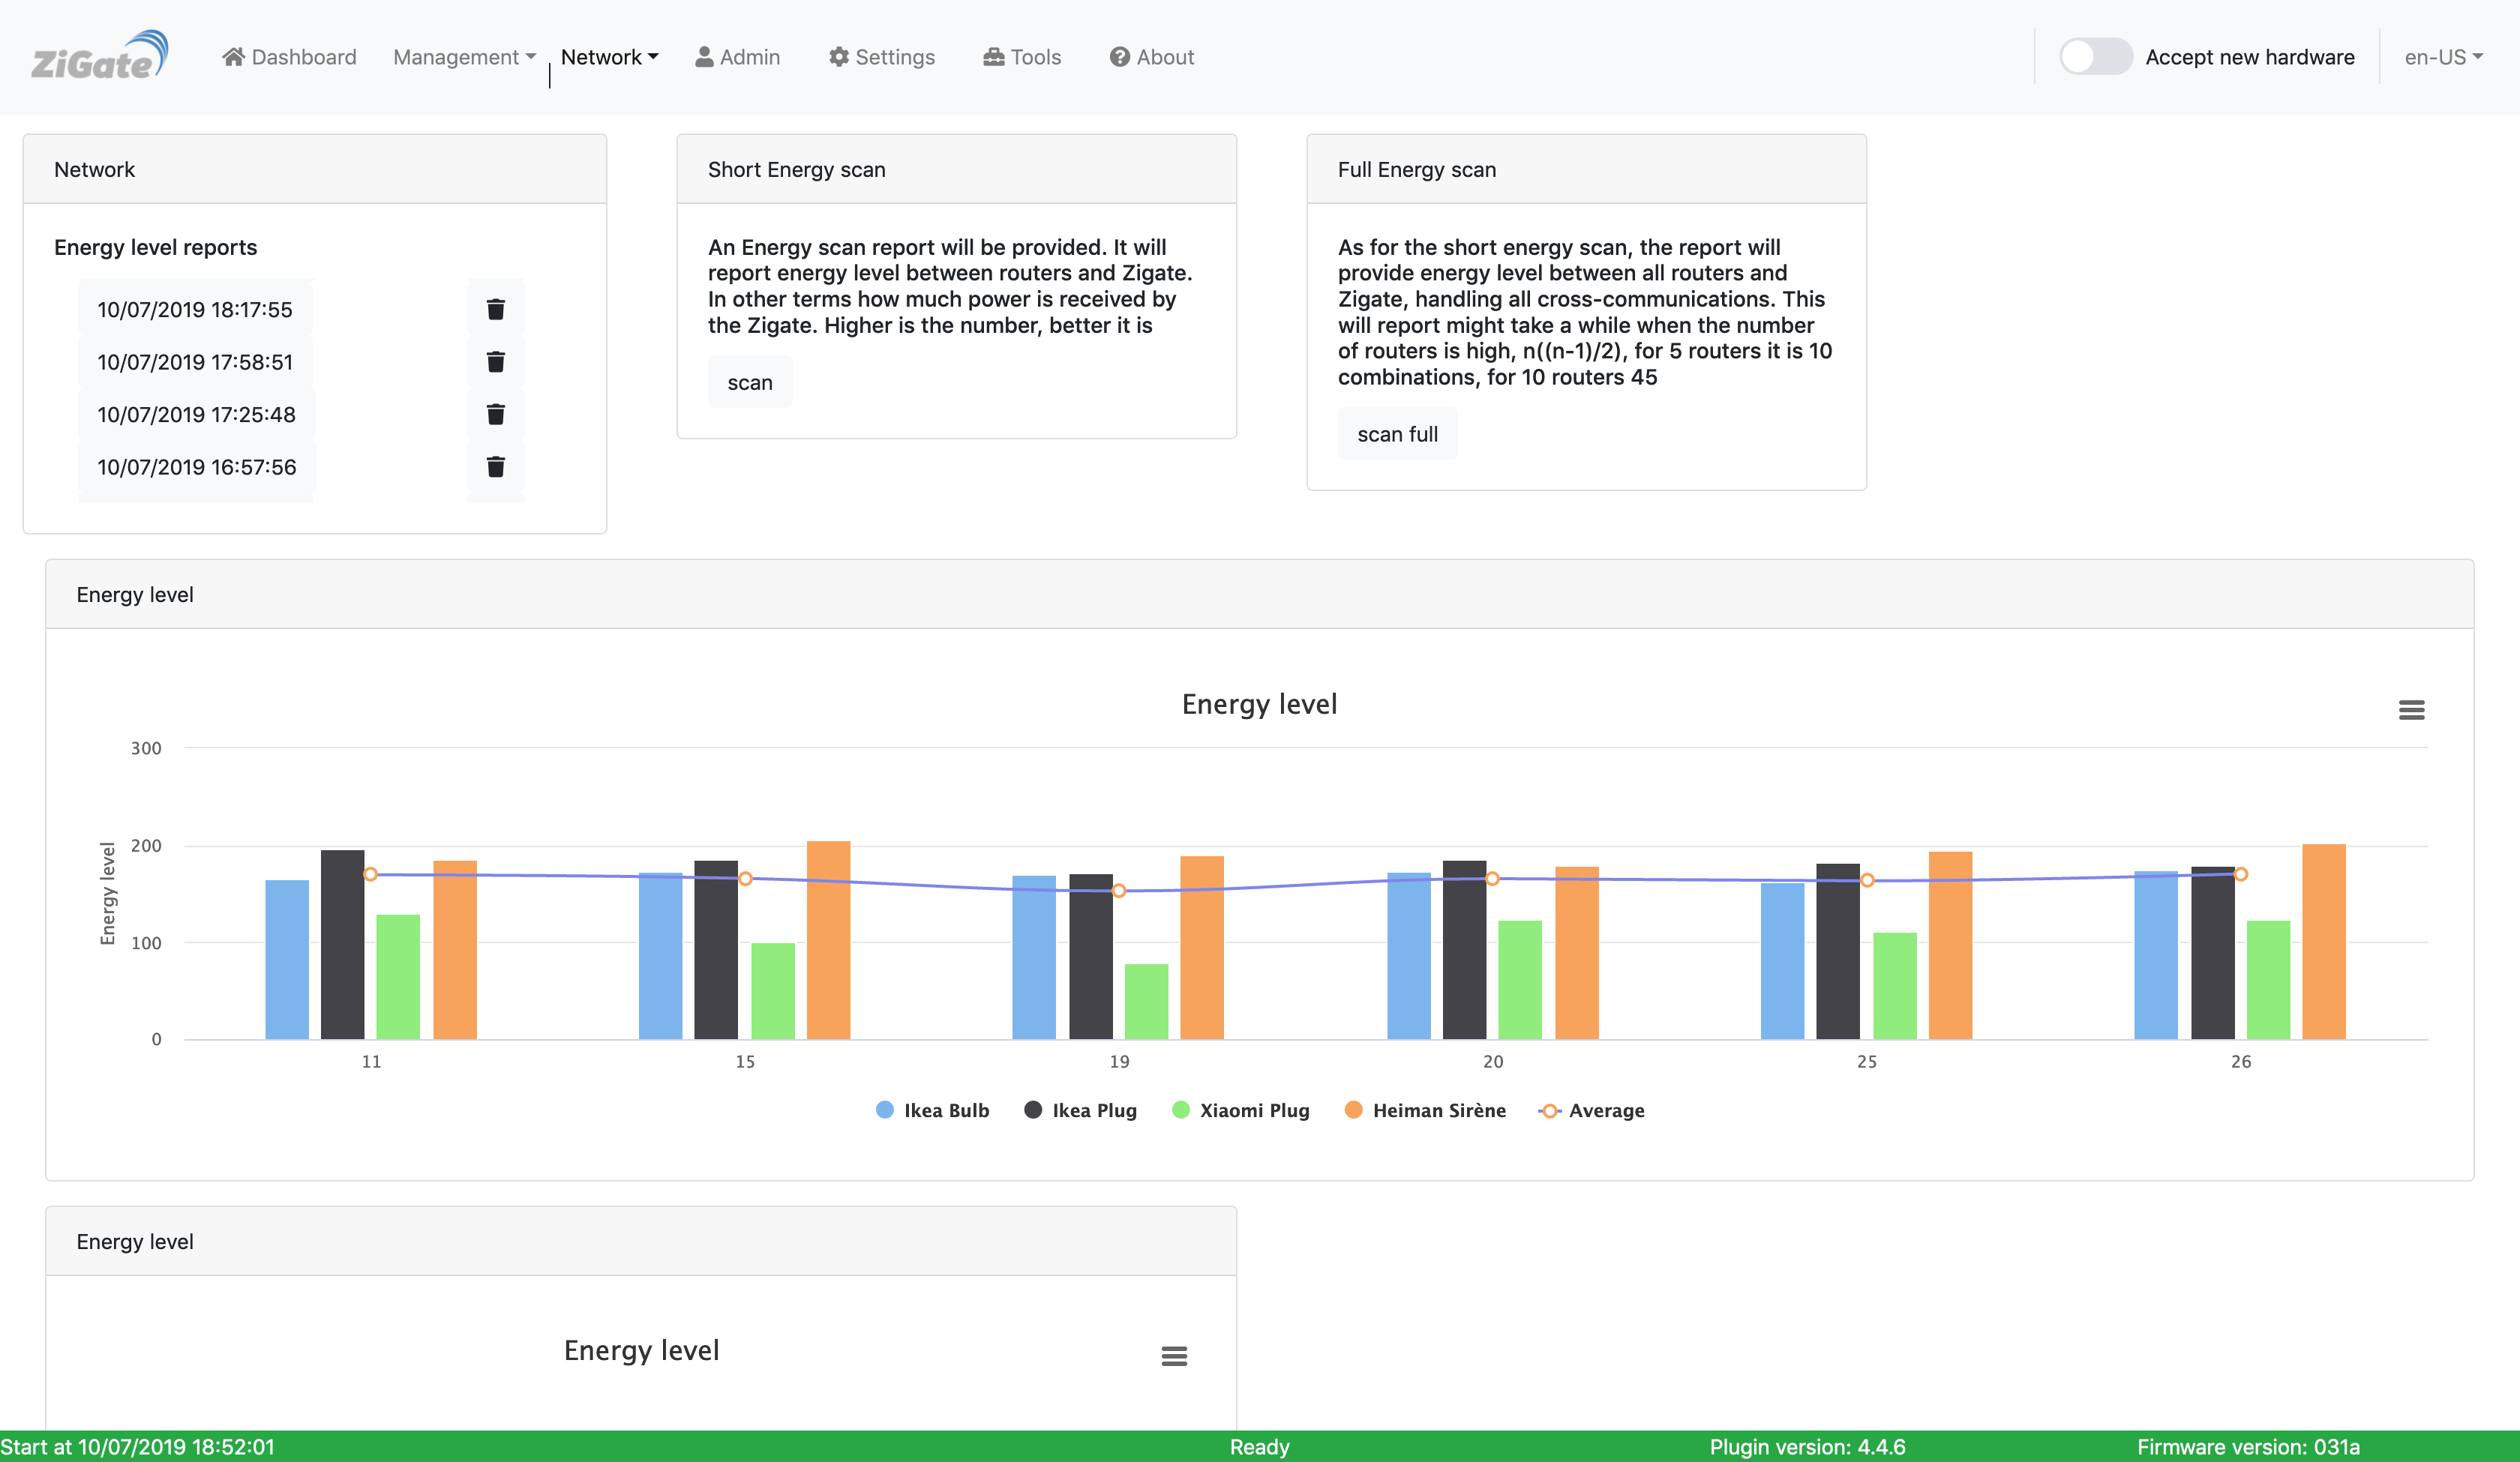 ZiGate
Dashboard
Management
Network
Admin
Settings
Tools
About
Accept new hardware
en-US
Network
Energy level reports
10/07/2019 18:17:55
10/07/2019 17:58:51
10/07/2019 17:25:48
10/07/2019 16:57:56
Short Energy scan
An Energy scan report will be provided. It will
report energy level between routers and Zigate.
In other terms how much power is received by
the Zigate. Higher is the number, better it is
scan
Full Energy scan
As for the short energy scan, the report will
provide energy level between all routers and
Zigate, handling all cross-communications. This
will report might take a while when the number
of routers is high, n((n-1)/2), for 5 routers it is 10
combinations, for 10 routers 45
scan full
Energy level
Energy level
Energy level
300
200
100
0
11
15
19
20
25
26
Ikea Bulb
Ikea Plug
Xiaomi Plug
Heiman Sirène
Average
Energy level
Energy level
Start at 10/07/2019 18:52:01
Ready
Plugin version: 4.4.6
Firmware version: 031a